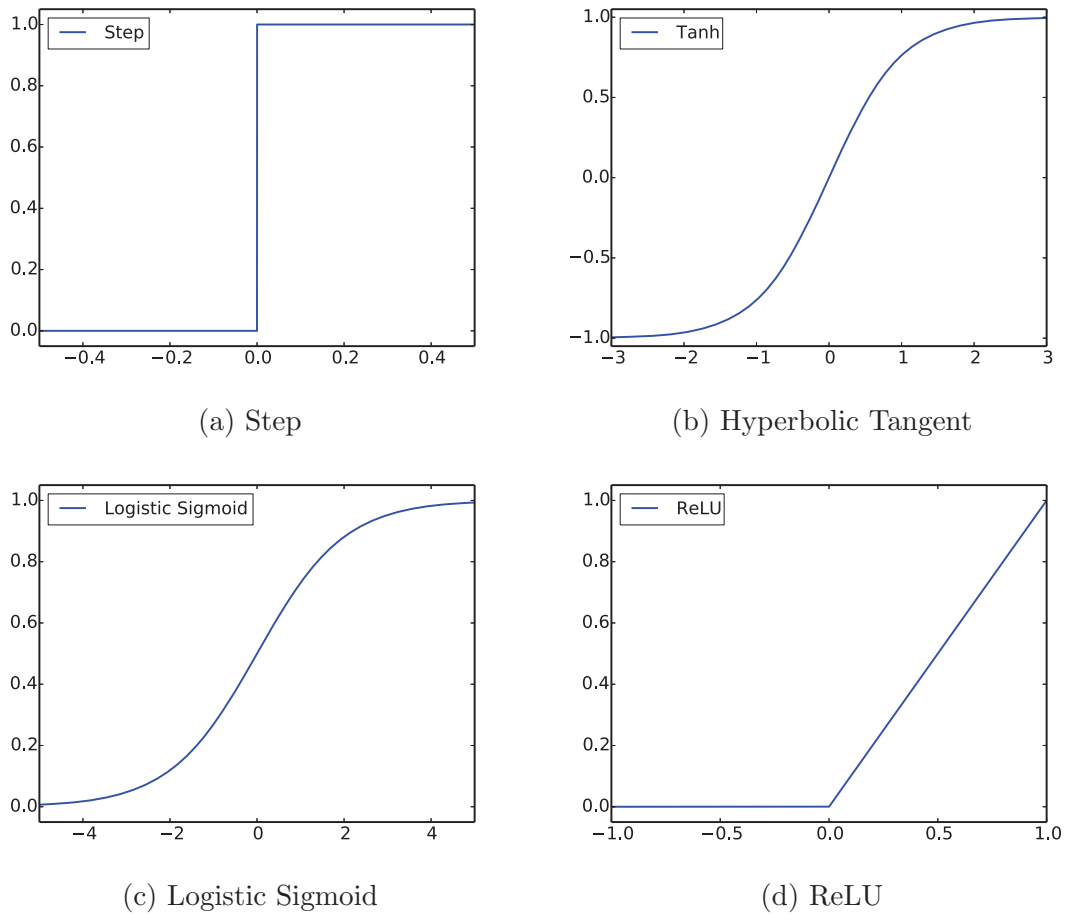 Step
1.0
0.8
0.6
0.4
0.2
0.0
−0.4 −0.2 0.0 0.2 0.4
(a) Step
Tanh
1.0
0.5
0.0
−0.5
−1.0
−3 −2 −1 0 1 2 3
(b) Hyperbolic Tangent
Logistic Sigmoid
1.0
0.8
0.6
0.4
0.2
0.0
−4 −2 0 2 4
(c) Logistic Sigmoid
ReLU
1.0
0.8
0.6
0.4
0.2
0.0
−1.0 −0.5 0.0 0.5 1.0
(d) ReLU